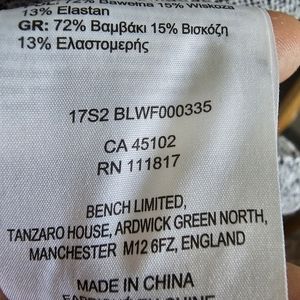 72% Bawełna 15% Wiskoza
13% Elastan
GR: 72% Βαμβάκι 15% Βισκόζη
13% Ελαστομερής
17S2 BLWF000335
CA 45102
RN 111817
BENCH LIMITED,
TANZARO HOUSE, ARDWICK GREEN NORTH,
MANCHESTER M12 6FZ, ENGLAND
MADE IN CHINA